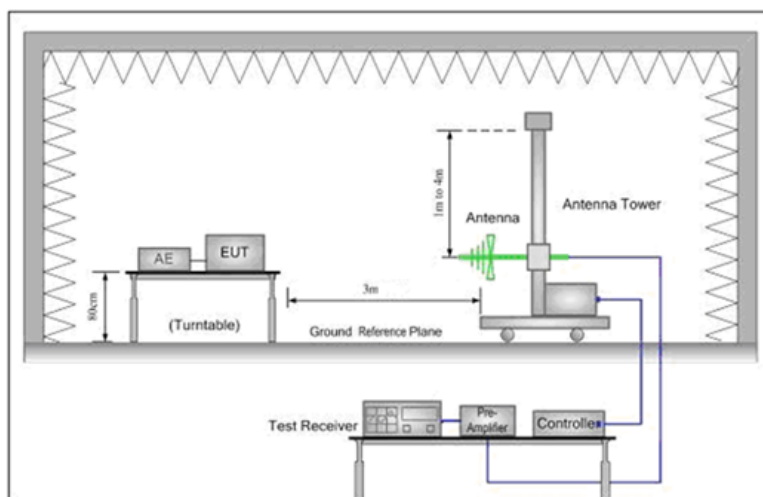 1m to 4m
Antenna
Antenna Tower
AE
EUT
80cm
3m
(Turntable)
Ground Reference Plane
Test Receiver
Pre-
Amplifier
Controller